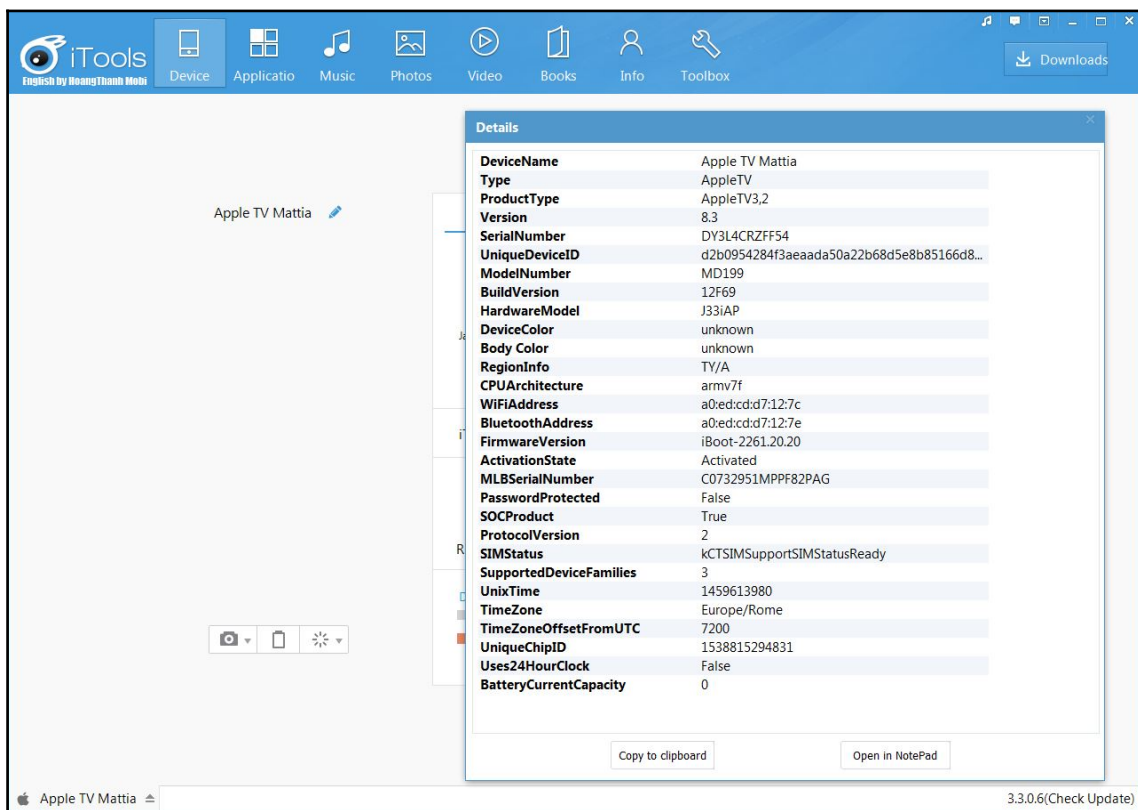 iTools
English by HoangThanh Mobi
Device
Applicatio
Music
Photos
Video
Books
Info
Toolbox
Downloads
Apple TV Mattia
Details
DeviceName Apple TV Mattia
Type AppleTV
ProductType AppleTV3,2
Version 8.3
SerialNumber DY3L4CRZFF54
UniqueDeviceID d2b0954284f3aeaada50a22b68d5e8b85166d8...
ModelNumber MD199
BuildVersion 12F69
HardwareModel J33iAP
DeviceColor unknown
Body Color unknown
RegionInfo TY/A
CPUArchitecture armv7f
WiFiAddress a0:ed:cd:d7:12:7c
BluetoothAddress a0:ed:cd:d7:12:7e
FirmwareVersion iBoot-2261.20.20
ActivationState Activated
MLBSerialNumber C0732951MPPF82PAG
PasswordProtected False
SOCProduct True
ProtocolVersion 2
SIMStatus kCTSIMSupportSIMStatusReady
SupportedDeviceFamilies 3
UnixTime 1459613980
TimeZone Europe/Rome
TimeZoneOffsetFromUTC 7200
UniqueChipID 1538815294831
Uses24HourClock False
BatteryCurrentCapacity 0
Copy to clipboard
Open in NotePad
Apple TV Mattia
3.3.0.6(Check Update)